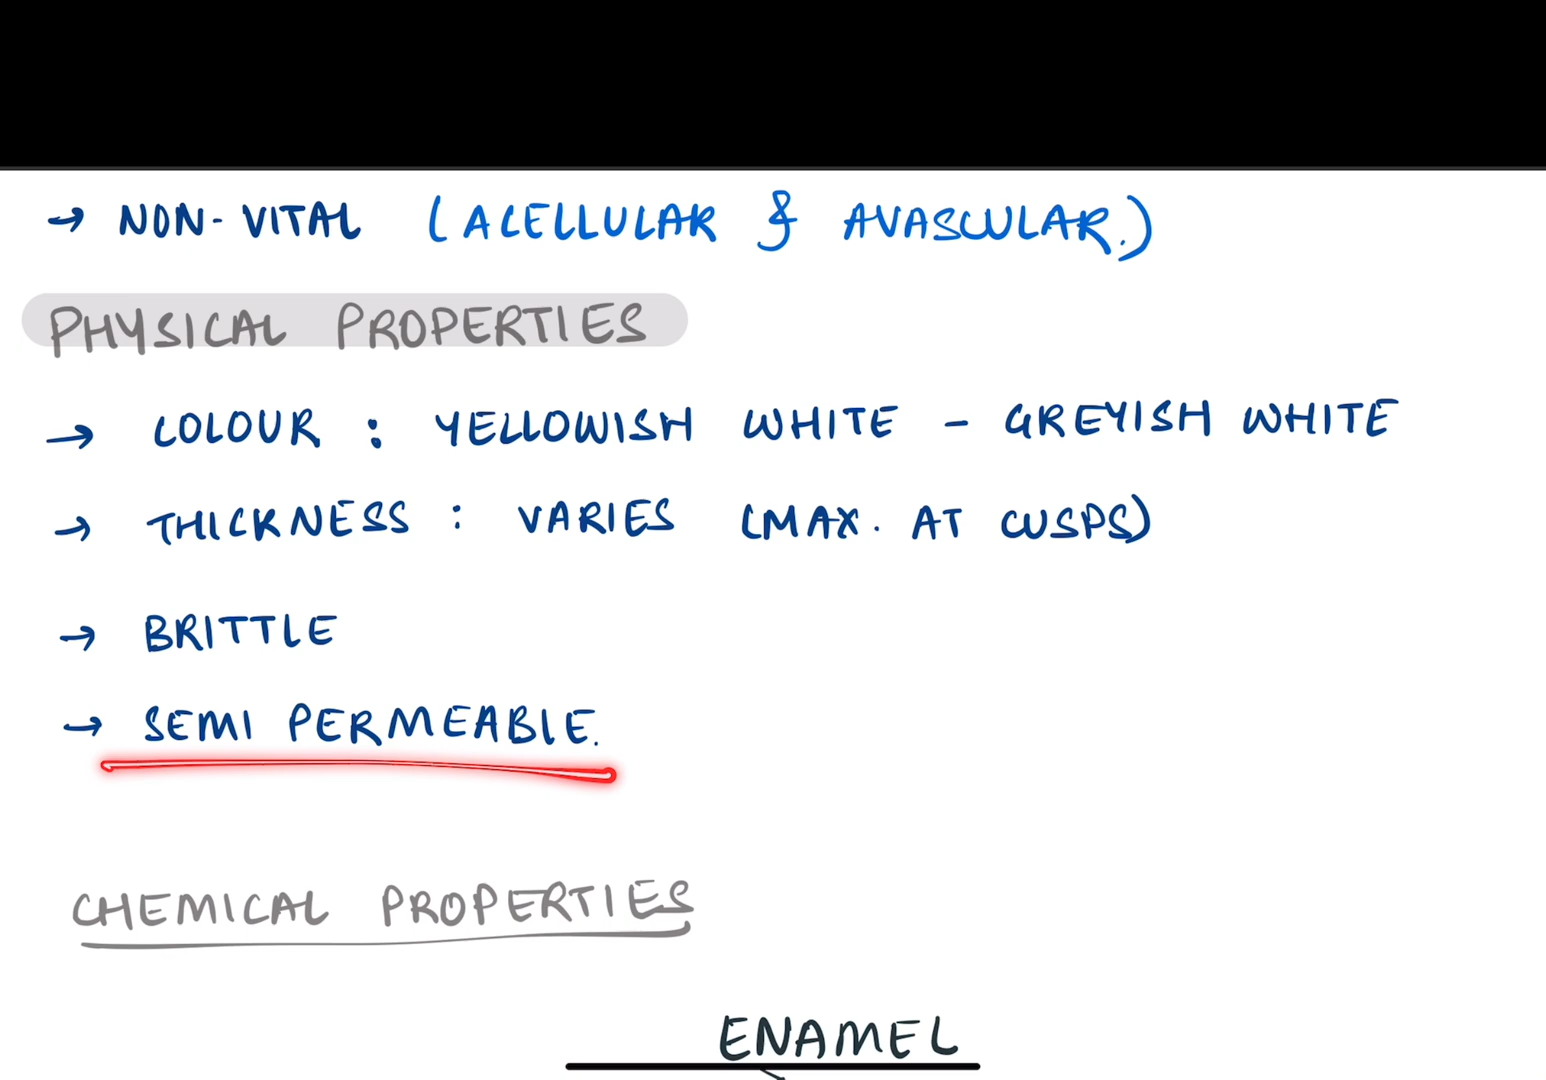 → NON-VITAL (ACELLULAR & AVASCULAR.)
PHYSICAL PROPERTIES
→ COLOUR : YELLOWISH WHITE - GREYISH WHITE
→ THICKNESS : VARIES (MAX. AT CUSPS)
→ BRITTLE
→ SEMI PERMEABLE.
CHEMICAL PROPERTIES
ENAMEL